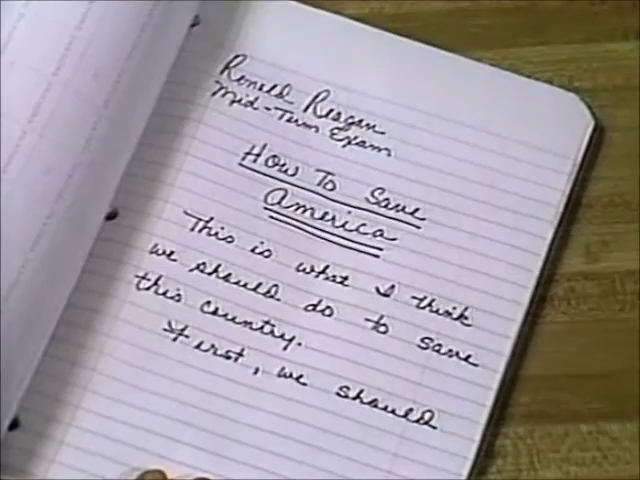 Ronald Reagan
Mid-Term Exam
How To Save
America
This is what I think
we should do to save
this country.
First, we should